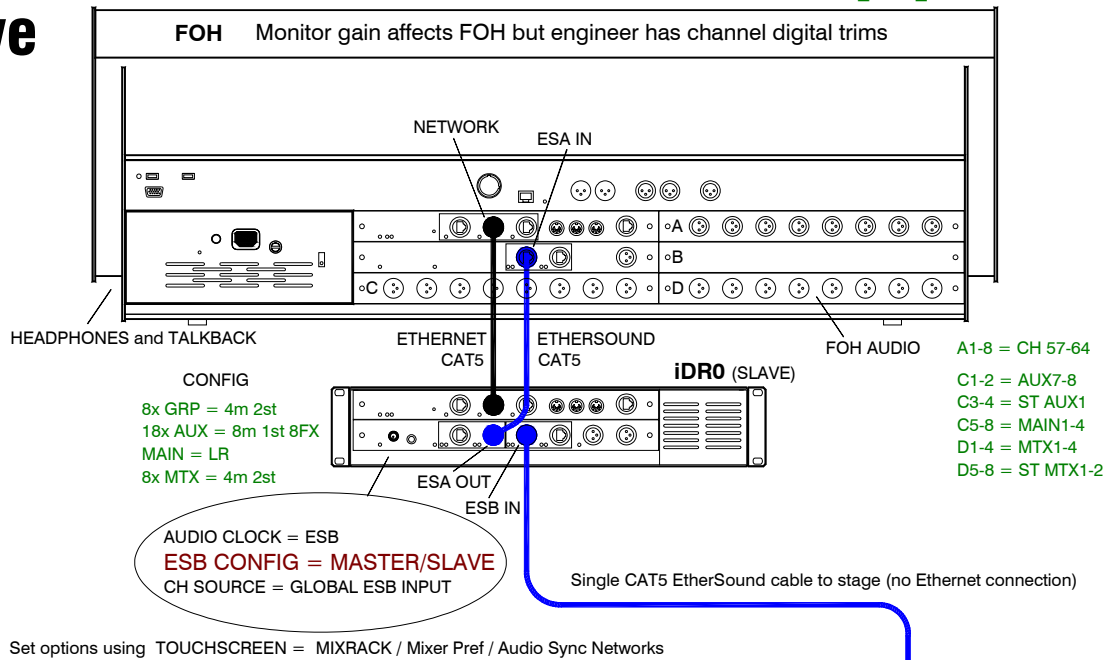 ve
FOH Monitor gain affects FOH but engineer has channel digital trims
NETWORK
ESA IN
A
B
C
D
HEADPHONES and TALKBACK
ETHERNET
CAT5
ETHERSOUND
CAT5
FOH AUDIO
A1-8 = CH 57-64
C1-2 = AUX7-8
C3-4 = ST AUX1
C5-8 = MAIN1-4
D1-4 = MTX1-4
D5-8 = ST MTX1-2
CONFIG
8x GRP = 4m 2st
18x AUX = 8m 1st 8FX
MAIN = LR
8x MTX = 4m 2st
iDR0 (SLAVE)
ESA OUT
ESB IN
AUDIO CLOCK = ESB
ESB CONFIG = MASTER/SLAVE
CH SOURCE = GLOBAL ESB INPUT
Single CAT5 EtherSound cable to stage (no Ethernet connection)
Set options using TOUCHSCREEN = MIXRACK / Mixer Pref / Audio Sync Networks